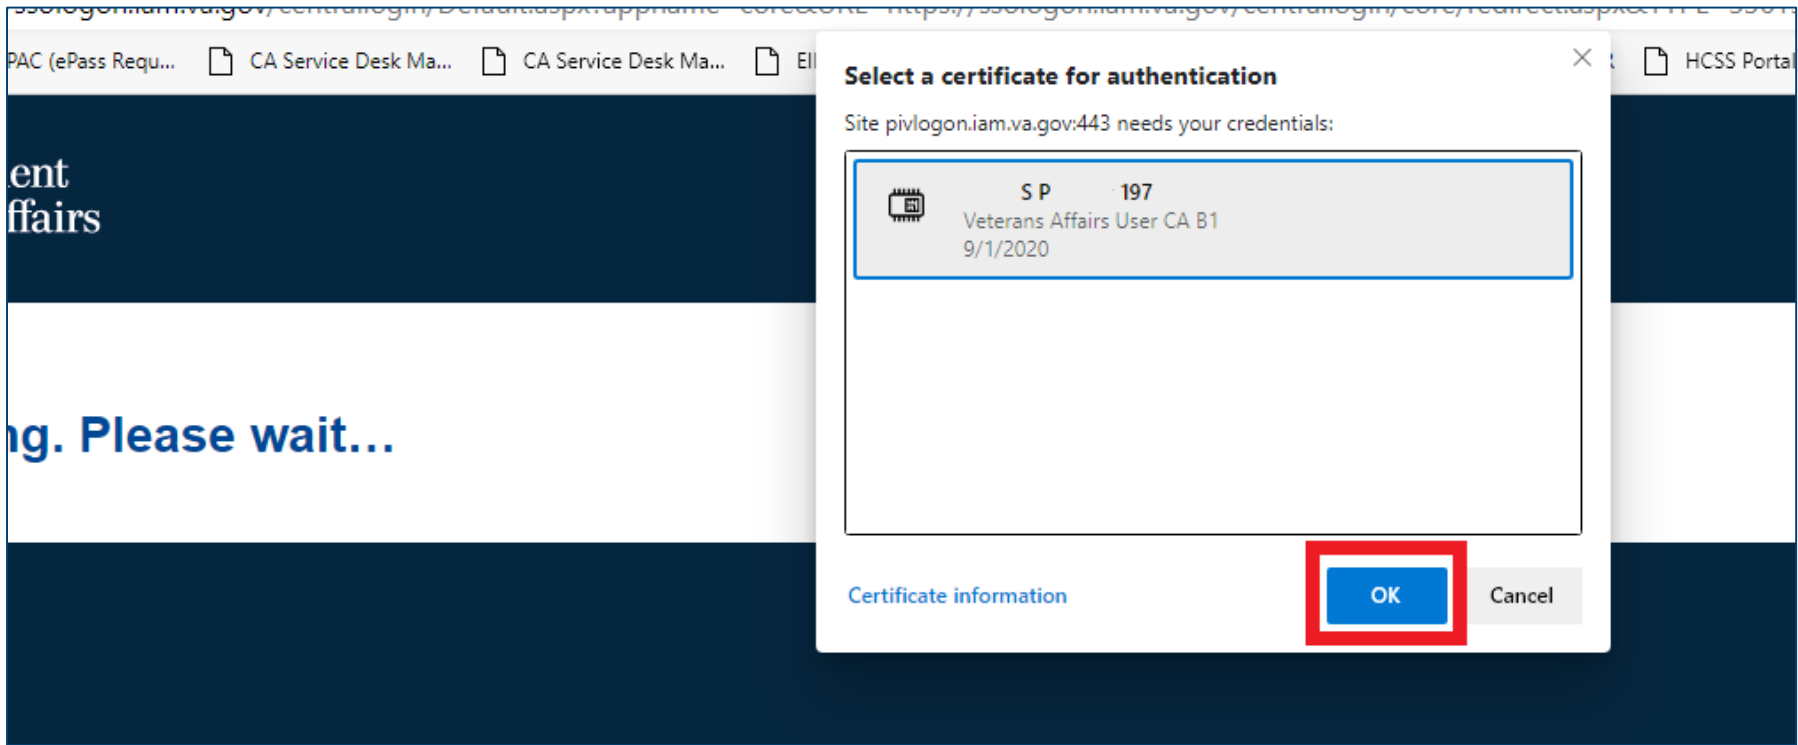 PAC (ePass Requ... CA Service Desk Ma... CA Service Desk Ma... HCSS Portal
Select a certificate for authentication
Site pivlogon.iam.va.gov:443 needs your credentials:
ent
ffairs
S P 197
Veterans Affairs User CA B1
9/1/2020
ng. Please wait...
Certificate information OK Cancel